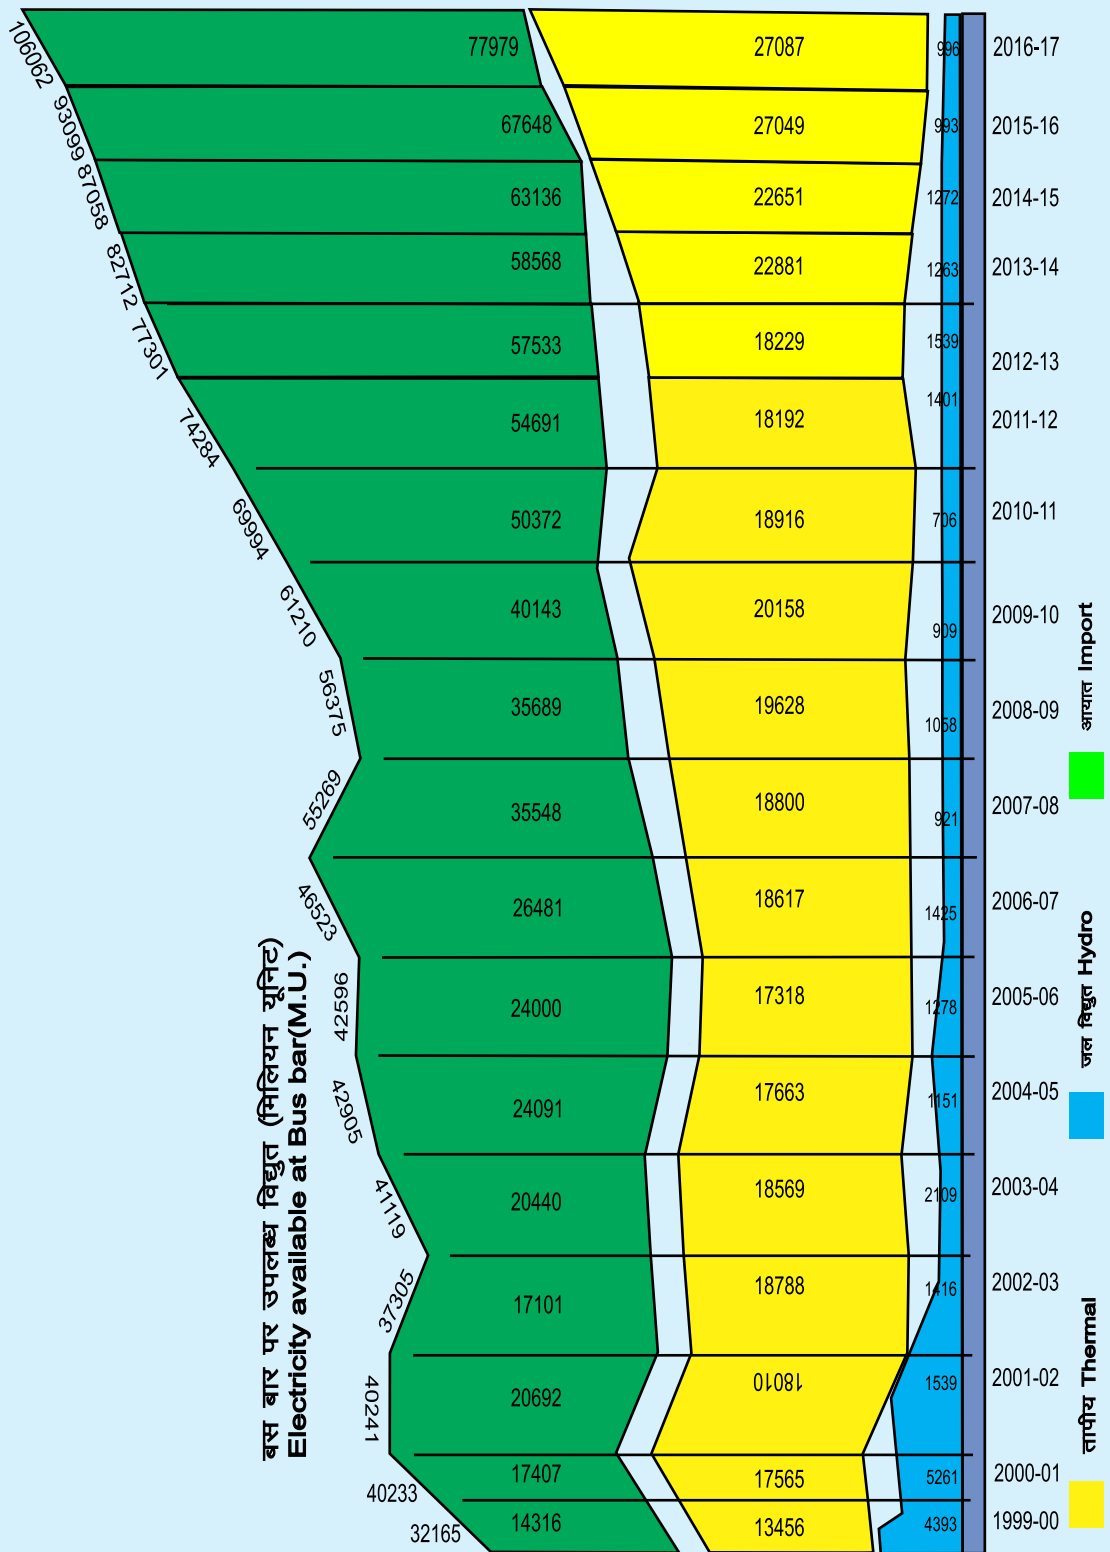 106062 77979 27087 996 2016-17
93099 67648 27049 993 2015-16
87058 63136 22651 1272 2014-15
82712 58568 22881 1263 2013-14
77301 57533 18229 1539 2012-13
74284 54691 18192 1401 2011-12
69994 50372 18916 706 2010-11
61210 40143 20158 909 2009-10
56375 35689 19628 1058 2008-09
55269 35548 18800 921 2007-08
46523 26481 18617 1425 2006-07
42596 24000 17318 1278 2005-06
42905 24091 17663 1151 2004-05
41119 20440 18569 2109 2003-04
37305 17101 18788 1416 2002-03
40241 20692 18010 1539 2001-02
40233 17407 17565 5261 2000-01
32165 14316 13456 4393 1999-00
बस बार पर उपलब्ध विद्युत (मिलियन यूनिट)
Electricity available at Bus bar(M.U.)
तापीय Thermal
जल विद्युत Hydro
आयात Import